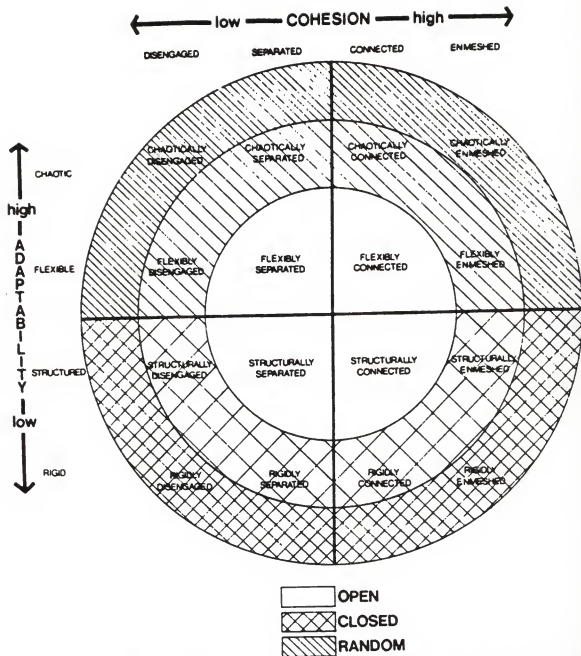 low COHESION high
DISENGAGED SEPARATED CONNECTED ENMESHED
CHAOTIC
high
ADAPTABILITY
FLEXIBLE
STRUCTURED
low
RIGID
CHAOTICALLY
DISENGAGED
CHAOTICALLY
SEPARATED
CHAOTICALLY
CONNECTED
CHAOTICALLY
ENMESHED
FLEXIBLY
DISENGAGED
FLEXIBLY
SEPARATED
FLEXIBLY
CONNECTED
FLEXIBLY
ENMESHED
STRUCTURALLY
DISENGAGED
STRUCTURALLY
SEPARATED
STRUCTURALLY
CONNECTED
STRUCTURALLY
ENMESHED
RIGIDLY
DISENGAGED
RIGIDLY
SEPARATED
RIGIDLY
CONNECTED
RIGIDLY
ENMESHED
OPEN
CLOSED
RANDOM